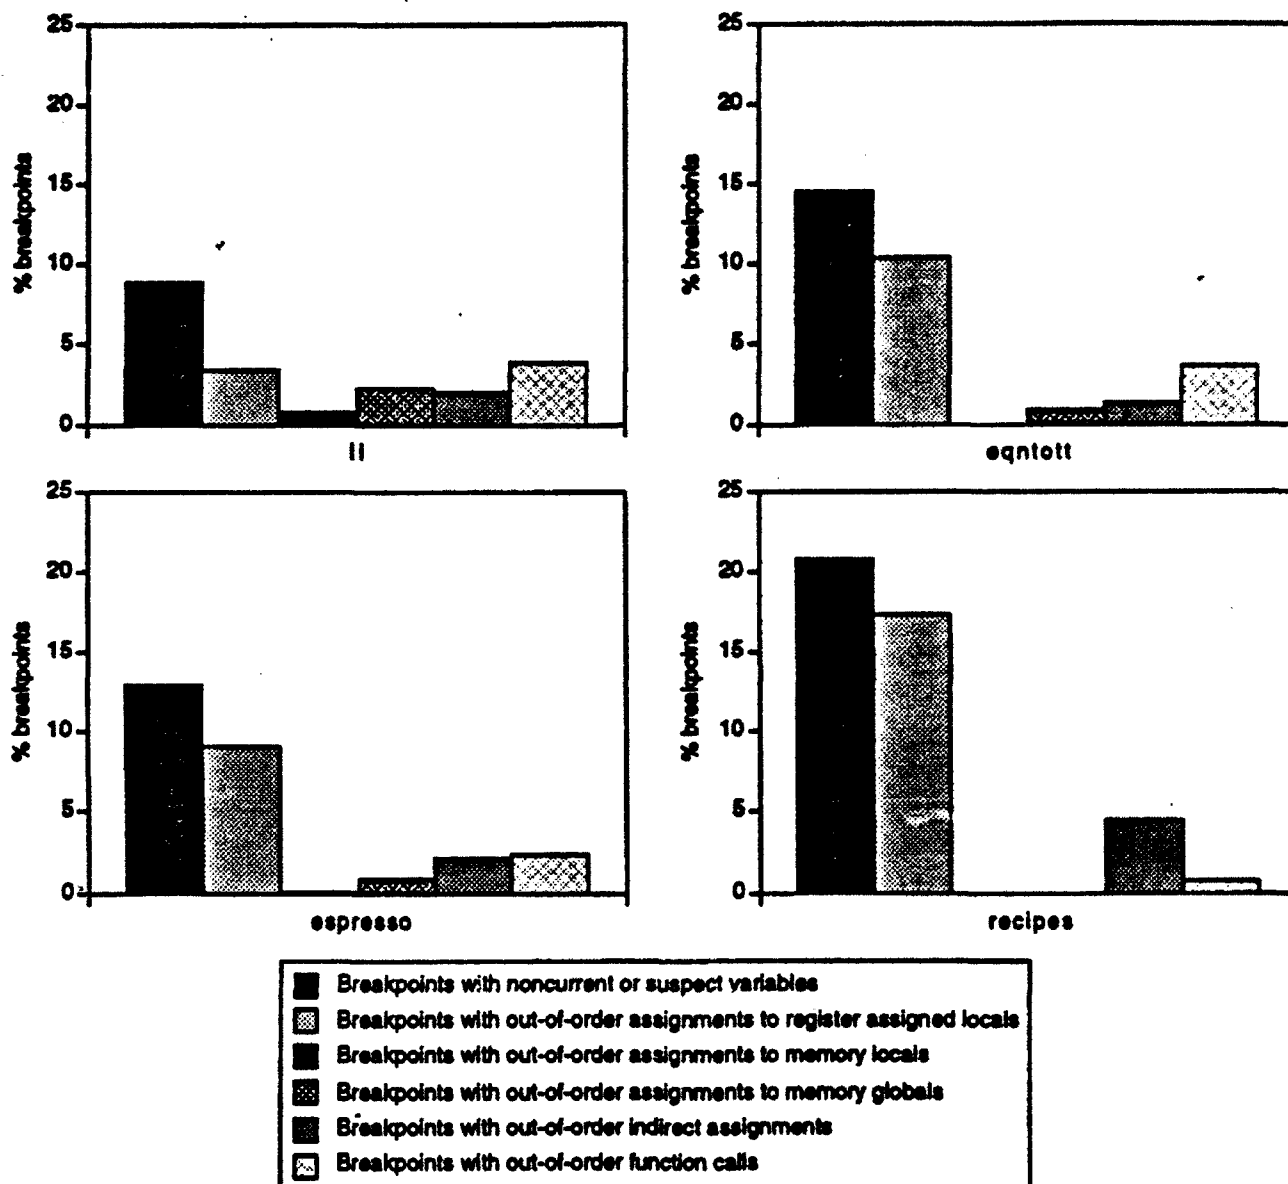 25
20
15
10
5
0
% breakpoints
li
25
20
15
10
5
0
% breakpoints
eqntott
25
20
15
10
5
0
% breakpoints
espresso
25
20
15
10
5
0
% breakpoints
recipes
Breakpoints with noncurrent or suspect variables
Breakpoints with out-of-order assignments to register assigned locals
Breakpoints with out-of-order assignments to memory locals
Breakpoints with out-of-order assignments to memory globals
Breakpoints with out-of-order indirect assignments
Breakpoints with out-of-order function calls